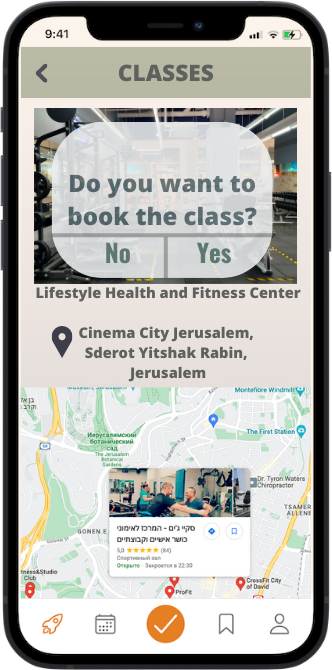 9:41
CLASSES
Do you want to
book the class?
No
Yes
Lifestyle Health and Fitness Center
Cinema City Jerusalem,
Sderot Yitshak Rabin,
Jerusalem
Montefiore Windmill
Иерусалимский
ботанический
сад
The Jerusalem
Botanical
Gardens
The First Station
Dr. Tyron Waters
Chiropractor
TSAMER
ALLENE
GONEN E
סקיי ג'ים - המרכז לאימוני
כושר אישיים וקבוצתיים
5,0 ★★★★★ (84)
Спортивный зал
Открыто · Закроется в 22:30
tness&Studio
Club
ProFit
CrossFit City
of David